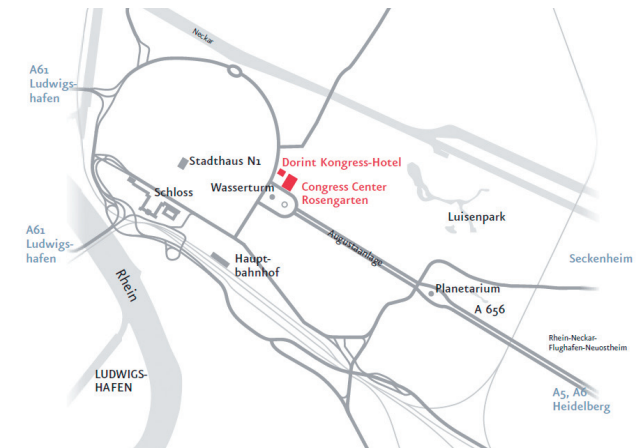 Neckar
A61
Ludwigs-
hafen
Stadthaus N1
Dorint Kongress-Hotel
Schloss
Wasserturm
Congress Center
Rosengarten
Luisenpark
A61
Ludwigs-
hafen
Augustaanlage
Haupt-
bahnhof
Seckenheim
Rhein
Planetarium
A 656
Rhein-Neckar-
Flughafen-Neuostheim
LUDWIGS-
HAFEN
A5, A6
Heidelberg